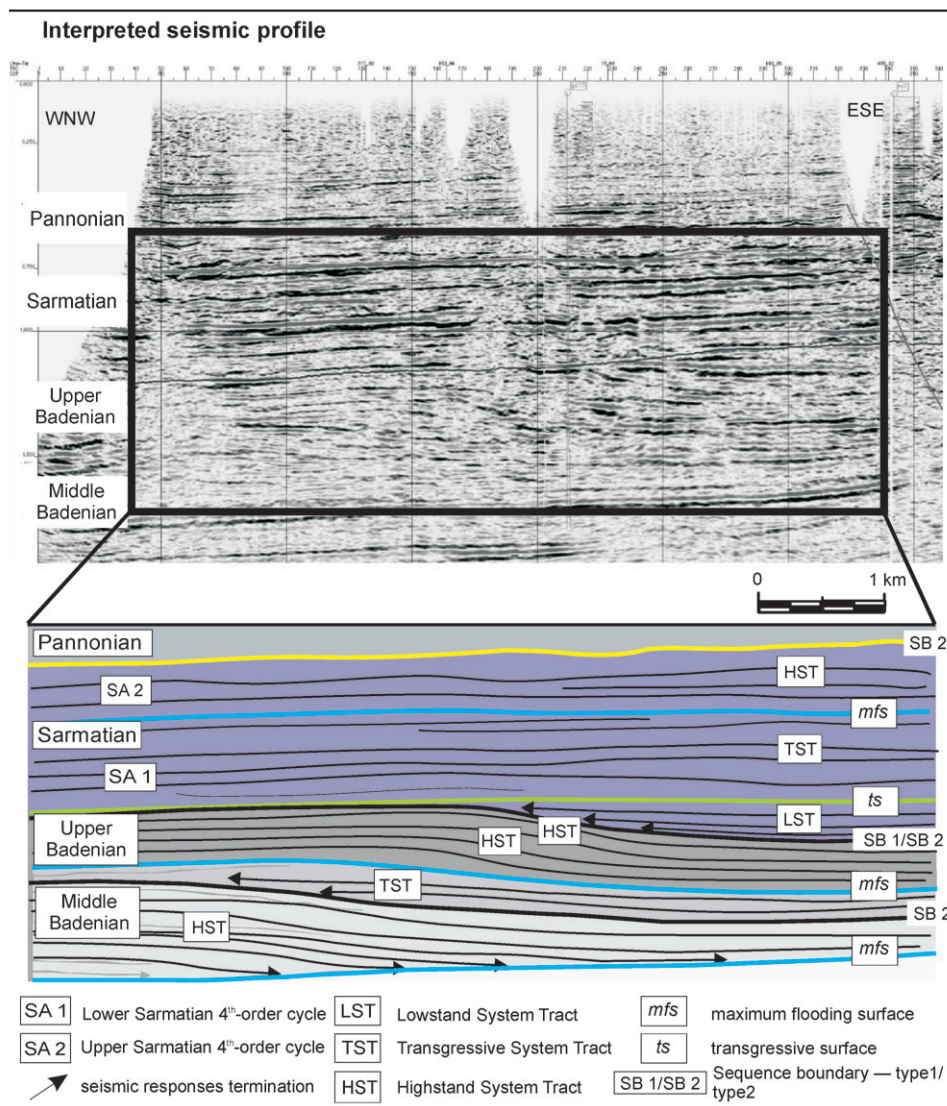 Interpreted seismic profile
WNW
ESE
0.000
Pannonian
Sarmatian
Upper
Badenian
Middle
Badenian
0 1 km
Pannonian
SB 2
HST
SA 2
mfs
Sarmatian
TST
SA 1
ts
LST
Upper
Badenian
HST
HST
SB 1/SB 2
TST
mfs
Middle
Badenian
SB 2
HST
mfs
SA 1 Lower Sarmatian 4th-order cycle LST Lowstand System Tract mfs maximum flooding surface
SA 2 Upper Sarmatian 4th-order cycle TST Transgressive System Tract ts transgressive surface
seismic responses termination HST Highstand System Tract SB 1/SB 2 Sequence boundary — type1/
type2